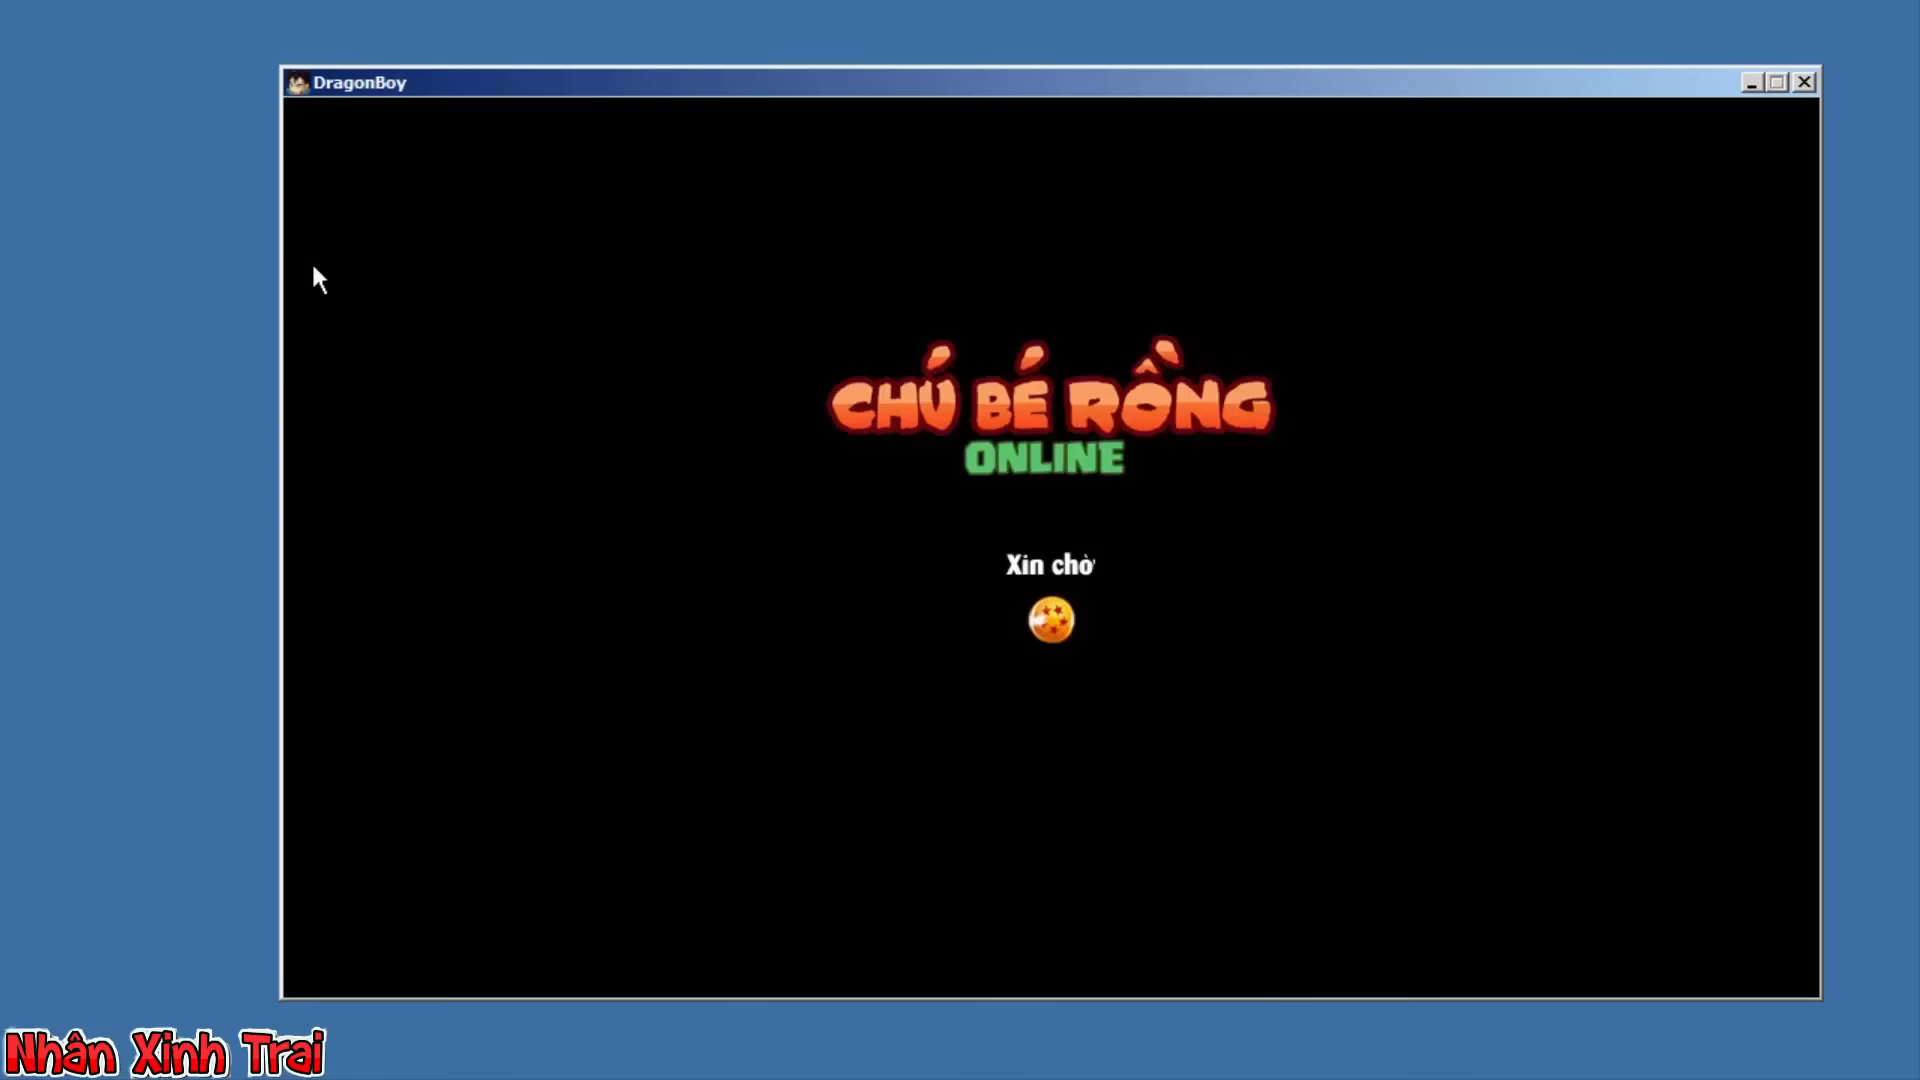 DragonBoy
CHÚ BÉ RỒNG
ONLINE
Xin chờ
Nhân Xinh Trai